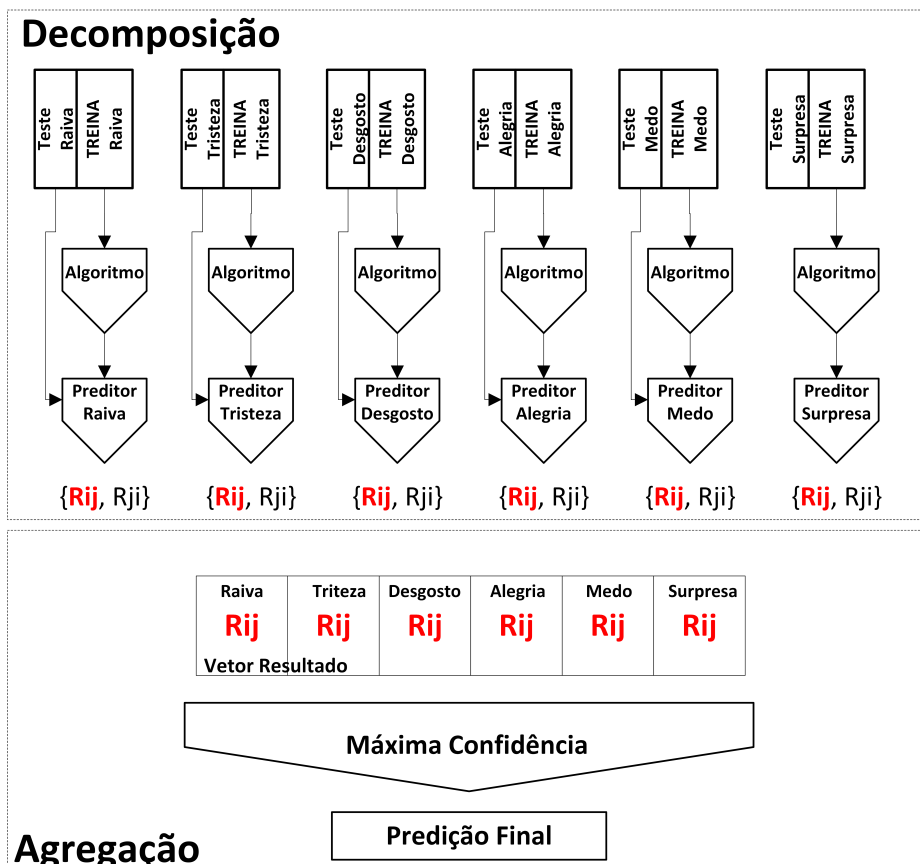 Decomposição
Teste
Raiva
TREINA
Raiva
Teste
Tristeza
TREINA
Tristeza
Teste
Desgosto
TREINA
Desgosto
Teste
Alegria
TREINA
Alegria
Teste
Medo
TREINA
Medo
Teste
Surpresa
TREINA
Surpresa
Algoritmo
Algoritmo
Algoritmo
Algoritmo
Algoritmo
Algoritmo
Preditor
Raiva
Preditor
Tristeza
Preditor
Desgosto
Preditor
Alegria
Preditor
Medo
Preditor
Surpresa
{Rij, Rji}
{Rij, Rji}
{Rij, Rji}
{Rij, Rji}
{Rij, Rji}
{Rij, Rji}
Raiva Triteza Desgosto Alegria Medo Surpresa
Rij Rij Rij Rij Rij Rij
Vetor Resultado
Máxima Confidência
Predição Final
Agregação